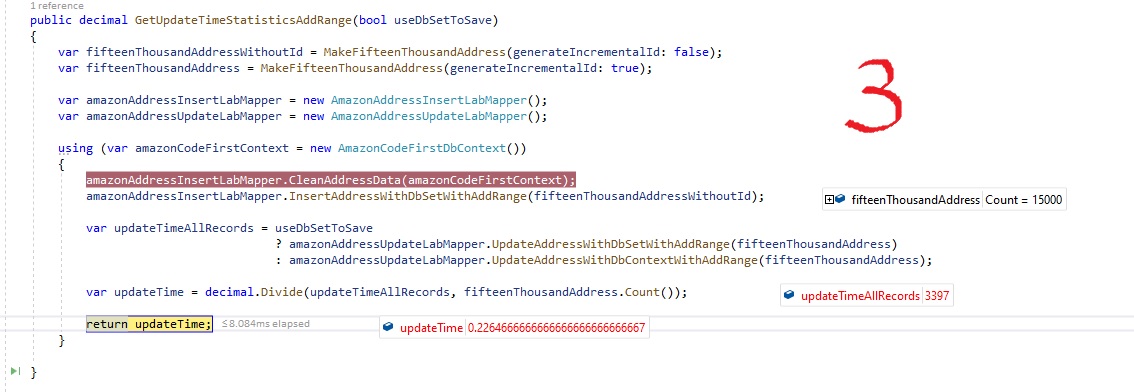 1 reference
public decimal GetUpdateTimeStatisticsAddRange(bool useDbSetToSave)
{
var fifteenThousandAddressWithoutId = MakeFifteenThousandAddress(generateIncrementalId: false);
var fifteenThousandAddress = MakeFifteenThousandAddress(generateIncrementalId: true);
3
var amazonAddressInsertLabMapper = new AmazonAddressInsertLabMapper();
var amazonAddressUpdateLabMapper = new AmazonAddressUpdateLabMapper();
using (var amazonCodeFirstContext = new AmazonCodeFirstDbContext())
{
amazonAddressInsertLabMapper.CleanAddressData(amazonCodeFirstContext);
amazonAddressInsertLabMapper.InsertAddressWithDbSetWithAddRange(fifteenThousandAddressWithoutId);
fifteenThousandAddress Count = 15000
var updateTimeAllRecords = useDbSetToSave
? amazonAddressUpdateLabMapper.UpdateAddressWithDbSetWithAddRange(fifteenThousandAddress)
: amazonAddressUpdateLabMapper.UpdateAddressWithDbContextWithAddRange(fifteenThousandAddress);
var updateTime = decimal.Divide(updateTimeAllRecords, fifteenThousandAddress.Count());
updateTimeAllRecords 3397
return updateTime; ≤8.084ms elapsed
updateTime 0.2264666666666666666666666667
}
}